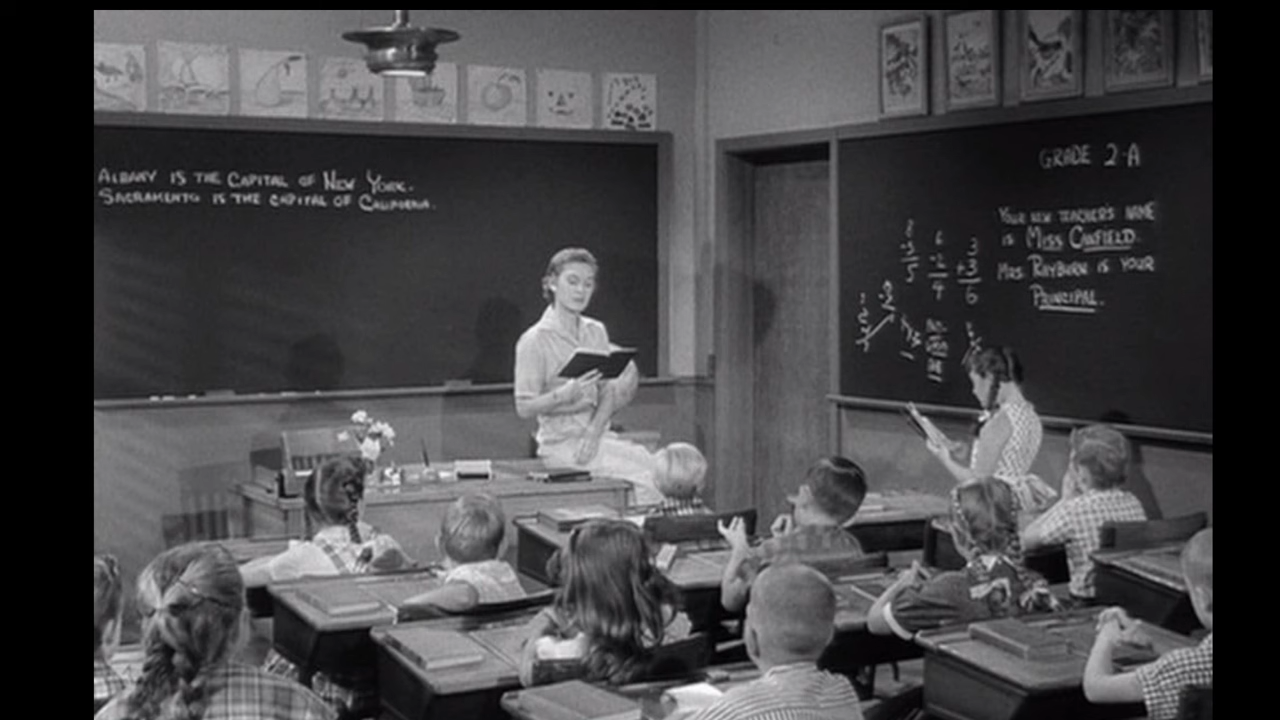 ALBANY IS THE CAPITAL OF NEW YORK.
SACRAMENTO IS THE CAPITAL OF CALIFORNIA.
GRADE 2-A
YOUR NEW TEACHER'S NAME
IS MISS CANFIELD.
MRS. RAYBURN IS YOUR
PRINCIPAL.